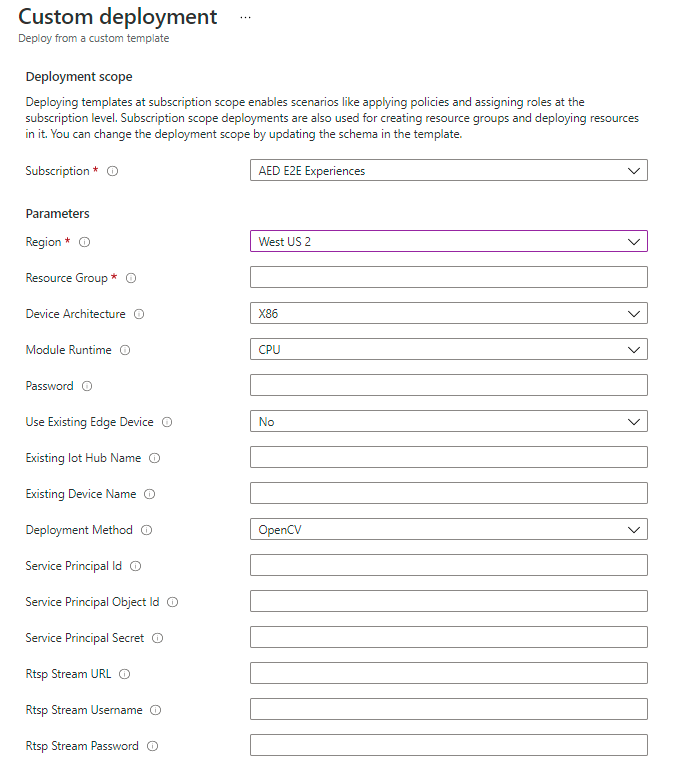 Custom deployment ...
Deploy from a custom template
Deployment scope
Deploying templates at subscription scope enables scenarios like applying policies and assigning roles at the
subscription level. Subscription scope deployments are also used for creating resource groups and deploying resources
in it. You can change the deployment scope by updating the schema in the template.
Subscription * AED E2E Experiences
Parameters
Region * West US 2
Resource Group *
Device Architecture X86
Module Runtime CPU
Password
Use Existing Edge Device No
Existing Iot Hub Name
Existing Device Name
Deployment Method OpenCV
Service Principal Id
Service Principal Object Id
Service Principal Secret
Rtsp Stream URL
Rtsp Stream Username
Rtsp Stream Password